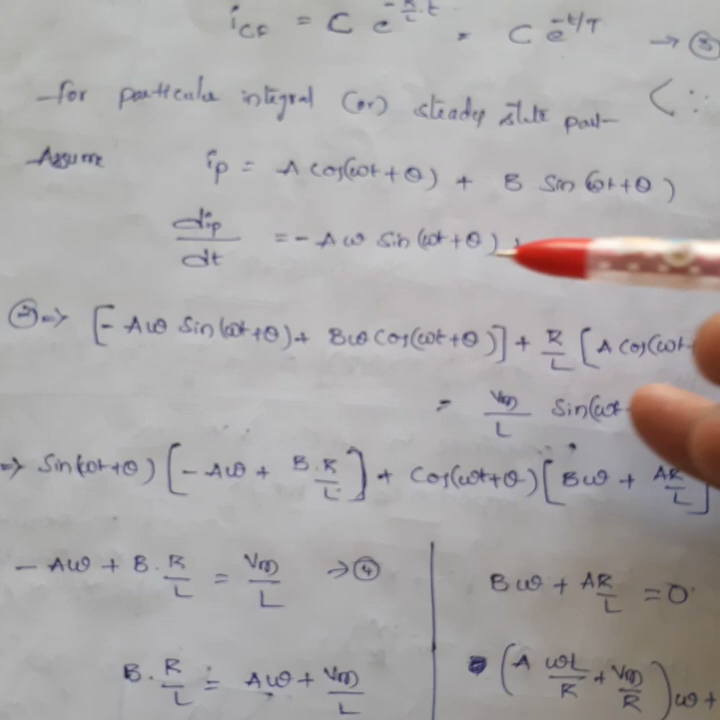 i_CF = C e^(-R/L.t) = C e^(-t/τ) → ③
for particular integral (or) steady state part (∵
Assume i_p = A cos(ωt+θ) + B Sin(ωt+θ)
di_p/dt = - Aω Sin(ωt+θ) +
②=> [- Aω Sin(ωt+θ) + Bω Cos(ωt+θ)] + R/L [A Cos(ωt
= Vm/L Sin(ωt
=> Sin(ωt+θ) [- Aω + B.R/L] + Cos(ωt+θ) [Bω + AR/L]
- Aω + B.R/L = Vm/L → ④
Bω + AR/L = 0
B.R/L = Aω + Vm/L
(A ωL/R + Vm/R) ω +